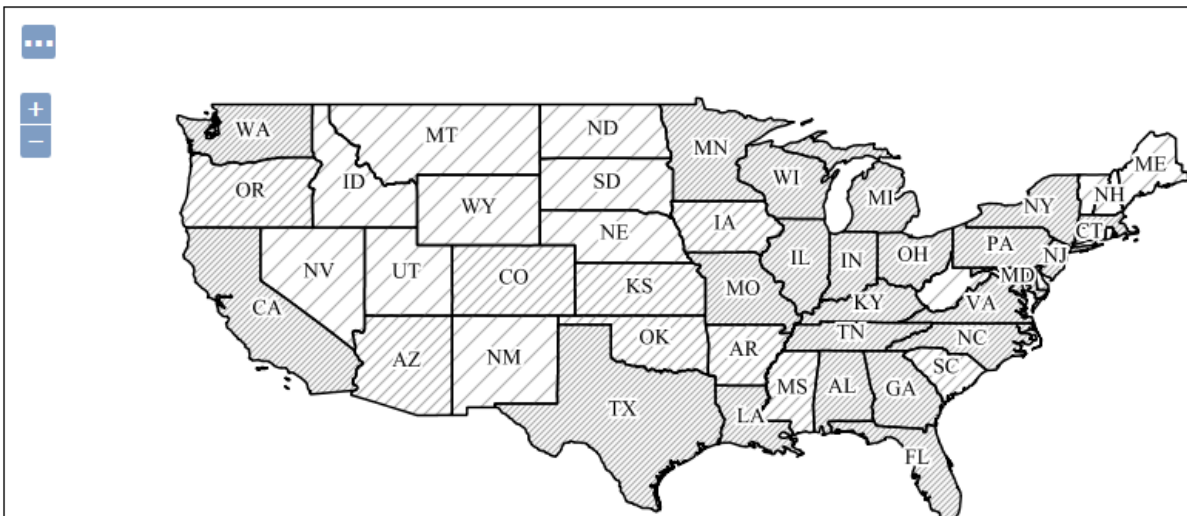 ...
+
−
WA
MT
ND
MN
ME
OR
ID
SD
WI
NH
WY
MI
NY
IA
NE
CT
PA
NV
UT
IL
IN
OH
NJ
CO
KS
MO
MD
CA
KY
VA
TN
NC
AZ
NM
OK
AR
SC
MS
AL
GA
TX
LA
FL